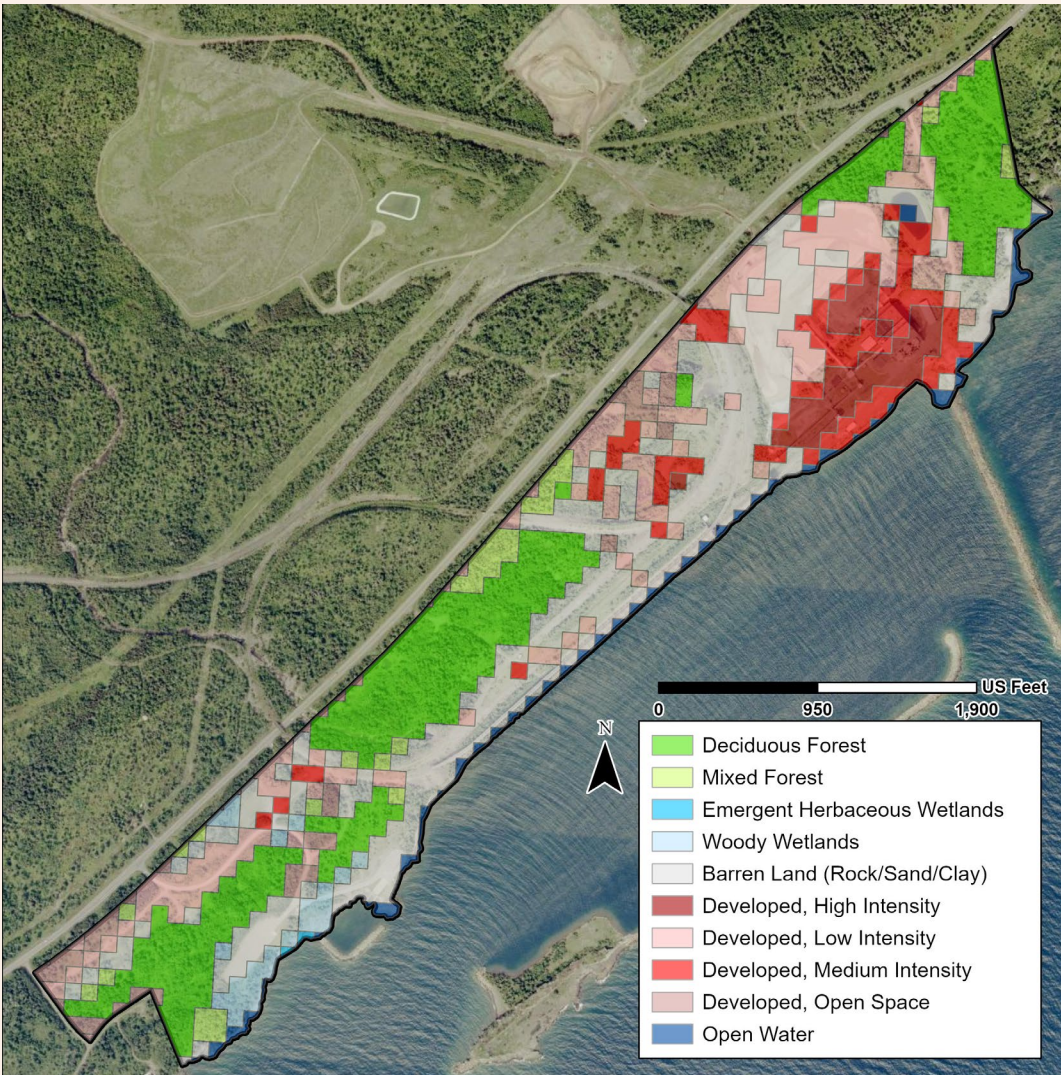 US Feet
0 950 1,900
N
Deciduous Forest
Mixed Forest
Emergent Herbaceous Wetlands
Woody Wetlands
Barren Land (Rock/Sand/Clay)
Developed, High Intensity
Developed, Low Intensity
Developed, Medium Intensity
Developed, Open Space
Open Water